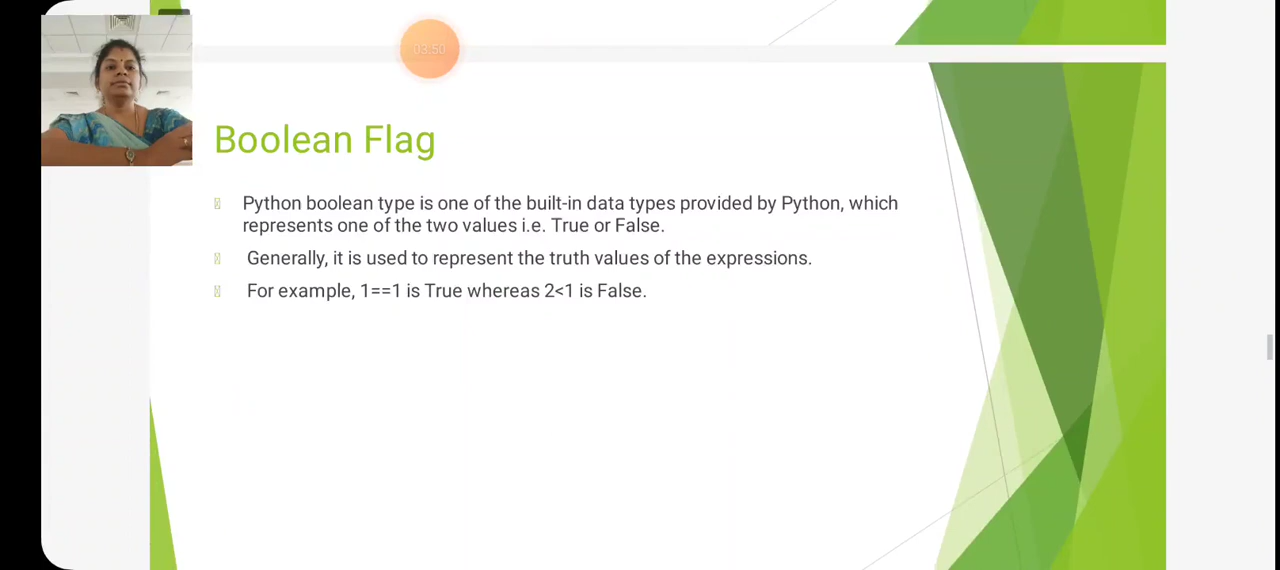 03:50
Boolean Flag
Python boolean type is one of the built-in data types provided by Python, which
represents one of the two values i.e. True or False.
Generally, it is used to represent the truth values of the expressions.
For example, 1==1 is True whereas 2<1 is False.